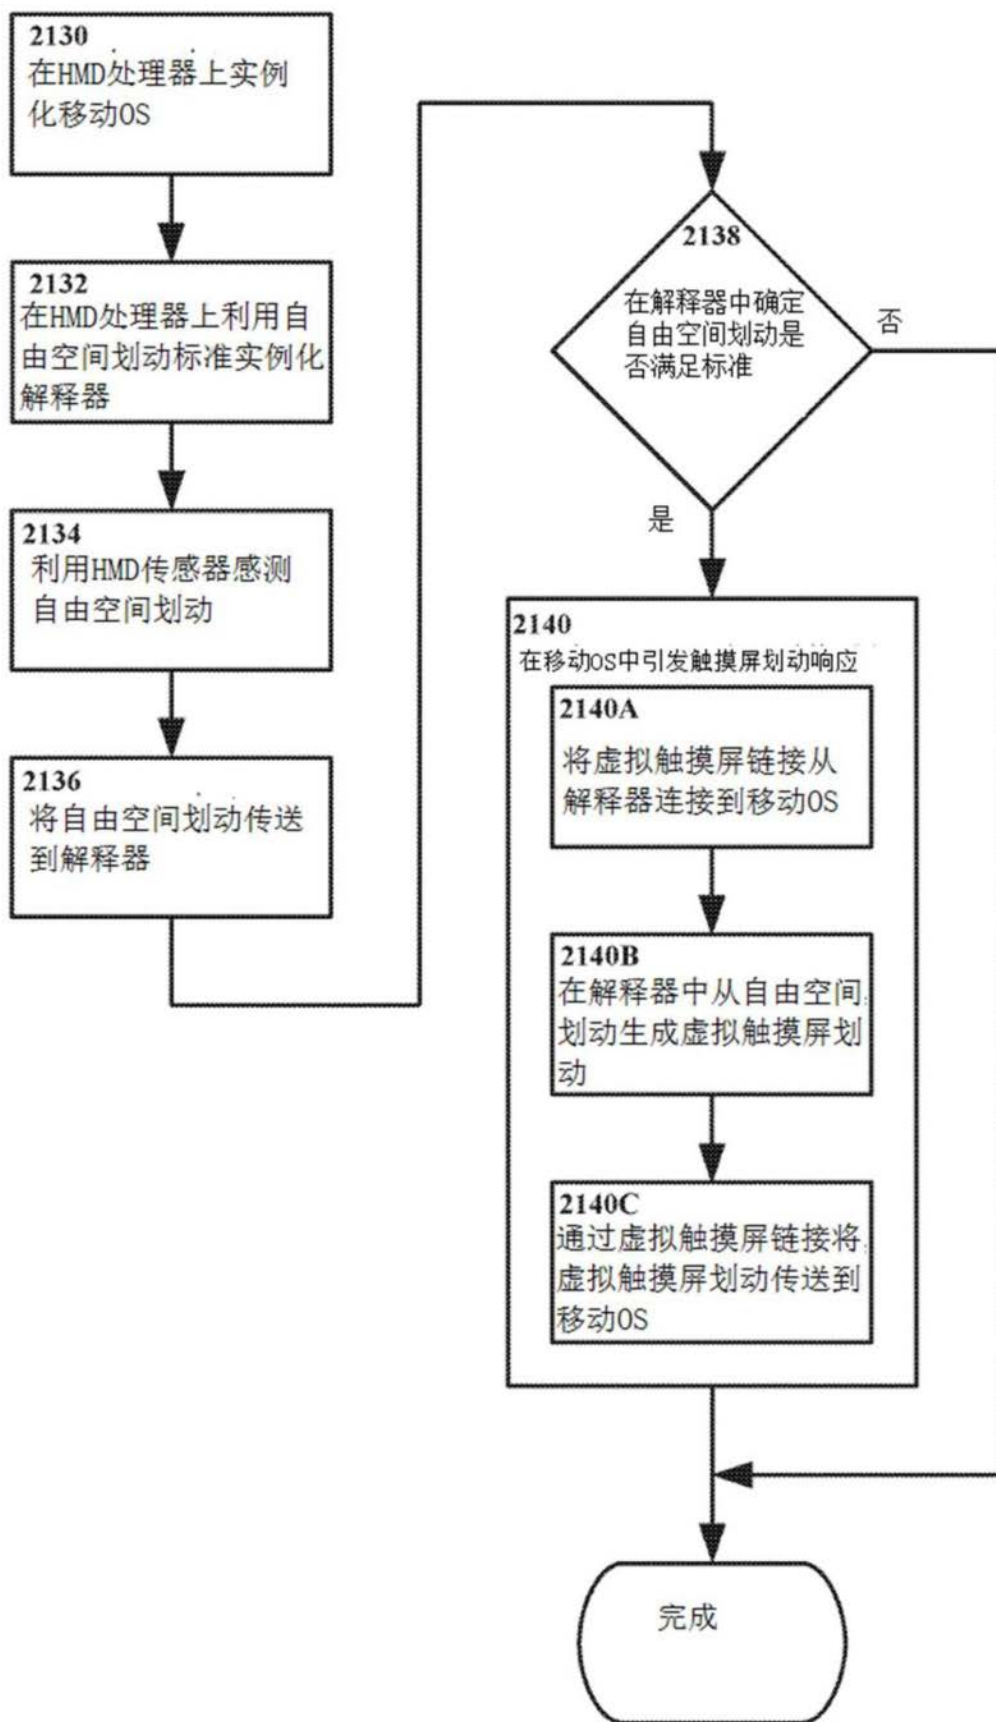 2130
在HMD处理器上实例
化移动OS
2132
在HMD处理器上利用自
由空间划动标准实例化
解释器
2134
利用HMD传感器感测
自由空间划动
2136
将自由空间划动传送
到解释器
2138
在解释器中确定
自由空间划动是
否满足标准
否
是
2140
在移动OS中引发触摸屏划动响应
2140A
将虚拟触摸屏链接从
解释器连接到移动OS
2140B
在解释器中从自由空间
划动生成虚拟触摸屏划
动
2140C
通过虚拟触摸屏链接将
虚拟触摸屏划动传送到
移动OS
完成